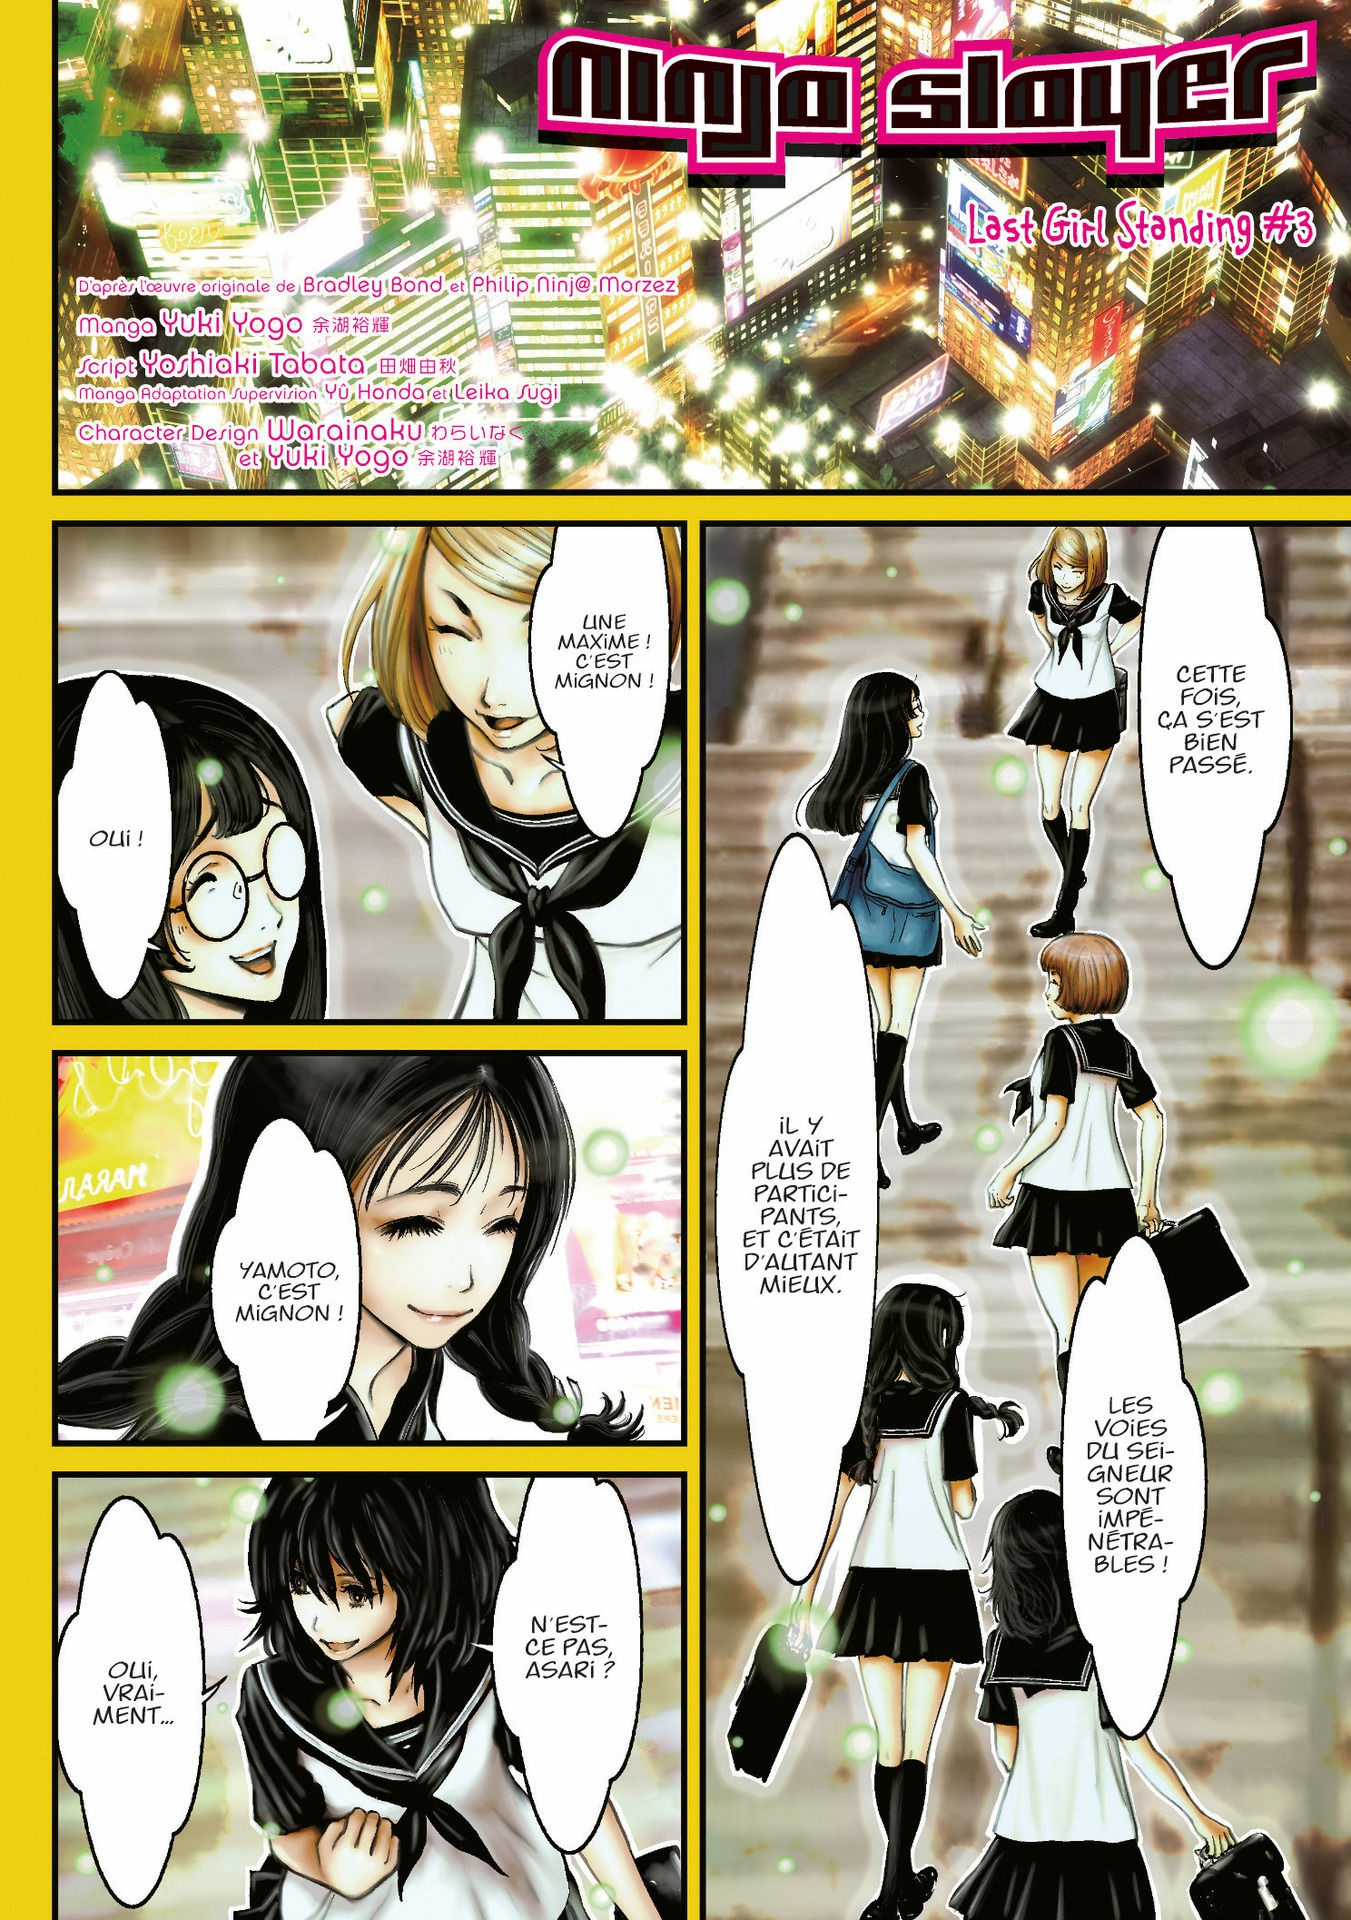 Ninja Slayer
Last Girl Standing #3
D'après l'œuvre originale de Bradley Bond et Philip Ninj@ Morzez
Manga Yuki Yogo 余湖裕輝
Script Yoshiaki Tabata 田畑由秋
Manga Adaptation Supervision Yû Honda et Leika Sugi
Character Design Warainaku わらいなく
et Yuki Yogo 余湖裕輝
beer
CETTE
FOIS,
ÇA S'EST
BIEN
PASSÉ.
IL Y
AVAIT
PLUS DE
PARTICI-
PANTS,
ET C'ÉTAIT
D'AUTANT
MIEUX.
LES
VOIES
DU SEI-
GNEUR
SONT
IMPÉ-
NÉTRA-
BLES !
UNE
MAXIME !
C'EST
MIGNON !
OUI !
YAMOTO,
C'EST
MIGNON !
N'EST-
CE PAS,
ASARI ?
OUI,
VRAI-
MENT...